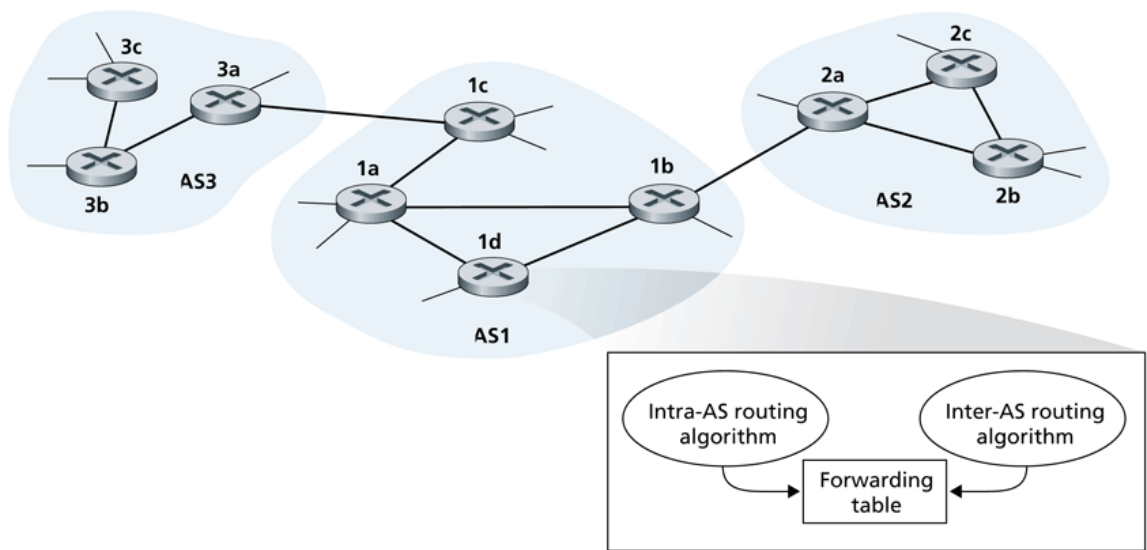 3c
3a
3b
AS3
1c
1a
1b
1d
AS1
2c
2a
2b
AS2
Intra-AS routing
algorithm
Inter-AS routing
algorithm
Forwarding
table